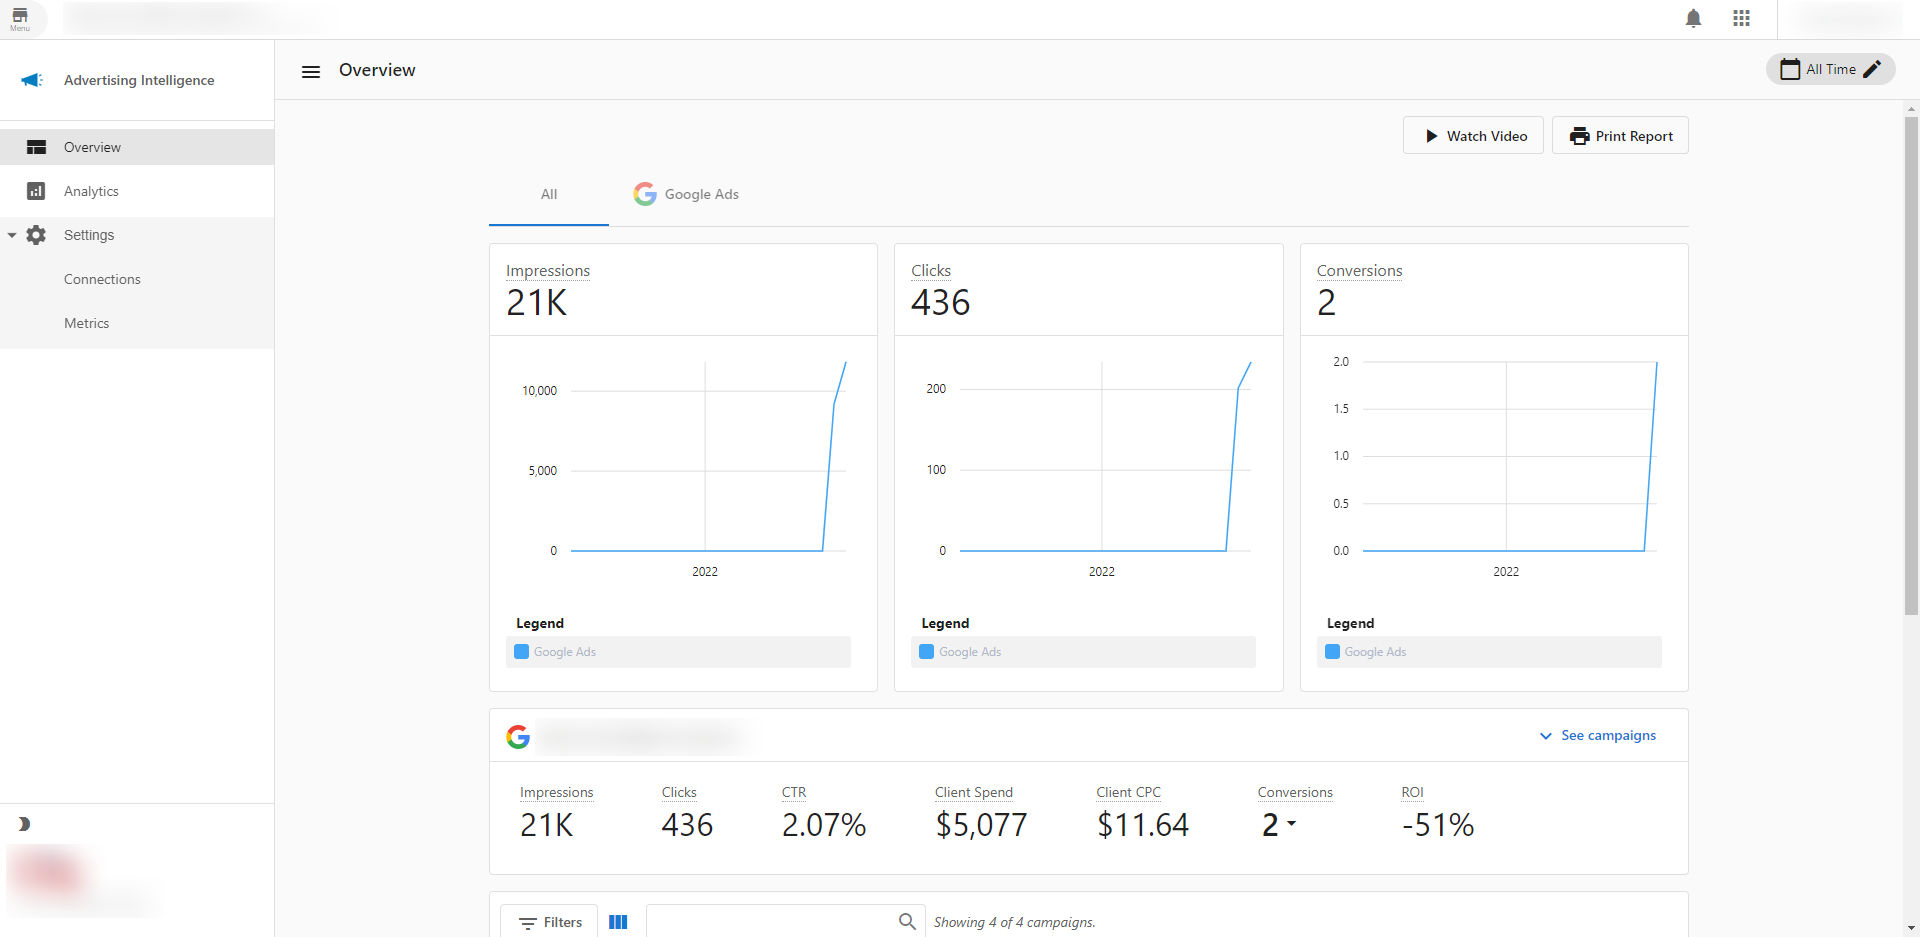 Menu
Advertising Intelligence
Overview
All Time
Overview
Analytics
Settings
Connections
Metrics
Watch Video
Print Report
All
Google Ads
Impressions
21K
10,000
5,000
0
2022
Legend
Google Ads
Clicks
436
200
100
0
2022
Legend
Google Ads
Conversions
2
2.0
1.5
1.0
0.5
0.0
2022
Legend
Google Ads
See campaigns
Impressions
21K
Clicks
436
CTR
2.07%
Client Spend
$5,077
Client CPC
$11.64
Conversions
2
ROI
-51%
Filters
Showing 4 of 4 campaigns.